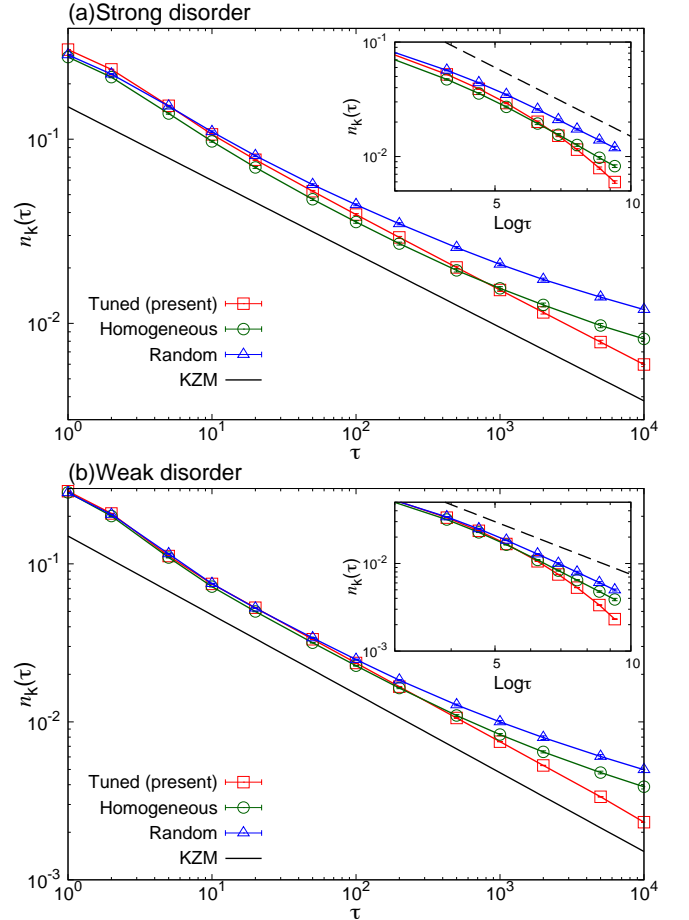 (a)Strong disorder
n_k(τ)
10^-1
10^-2
10^0 10^1 10^2 10^3 10^4
τ
Tuned (present)
Homogeneous
Random
KZM
n_k(τ)
10^-1
10^-2
5 10
Logτ
(b)Weak disorder
n_k(τ)
10^-1
10^-2
10^-3
10^0 10^1 10^2 10^3 10^4
τ
Tuned (present)
Homogeneous
Random
KZM
n_k(τ)
10^-2
10^-3
5 10
Logτ